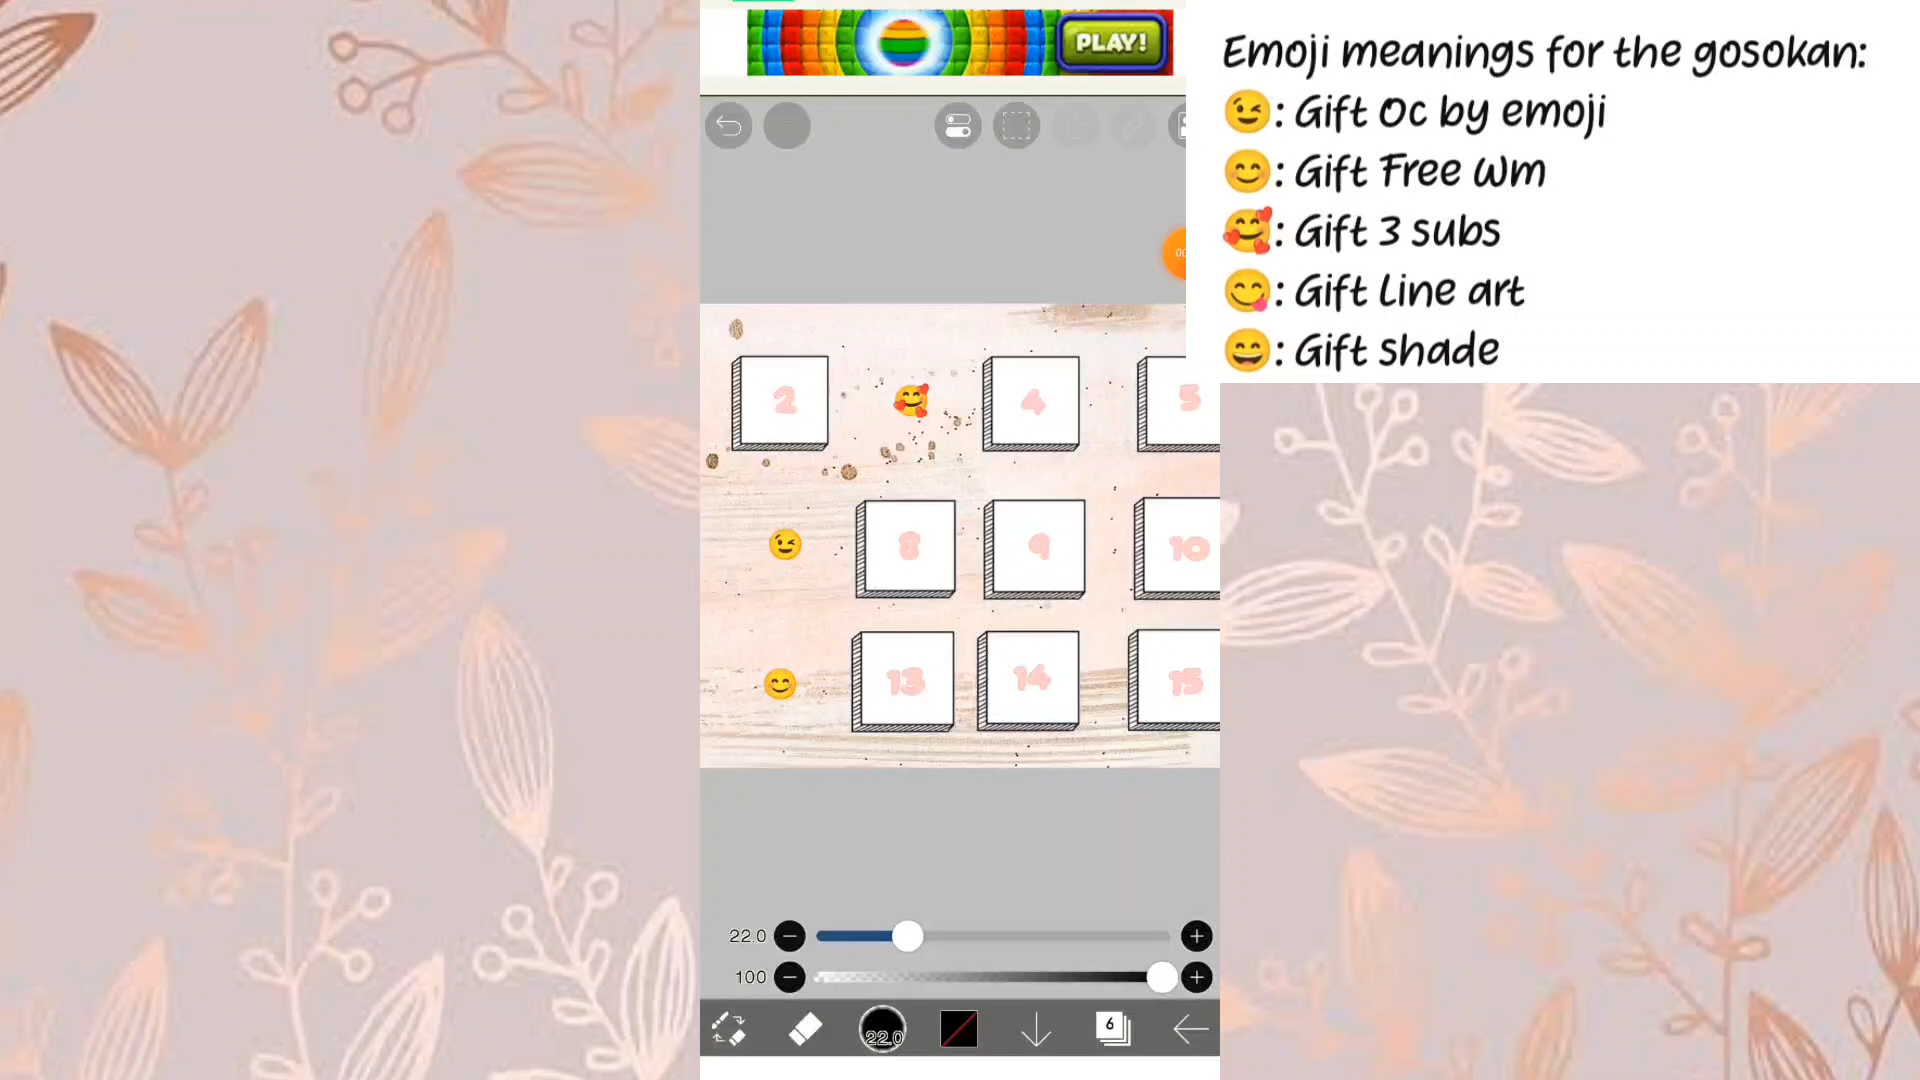 PLAY!
Emoji meanings for the gosokan:
😉: Gift Oc by emoji
😊: Gift Free Wm
🥰: Gift 3 subs
😋: Gift Line art
😄: Gift shade
2 🥰 4 5
😉 8 9 10
😊 13 14 15
22.0
100
22.0 6